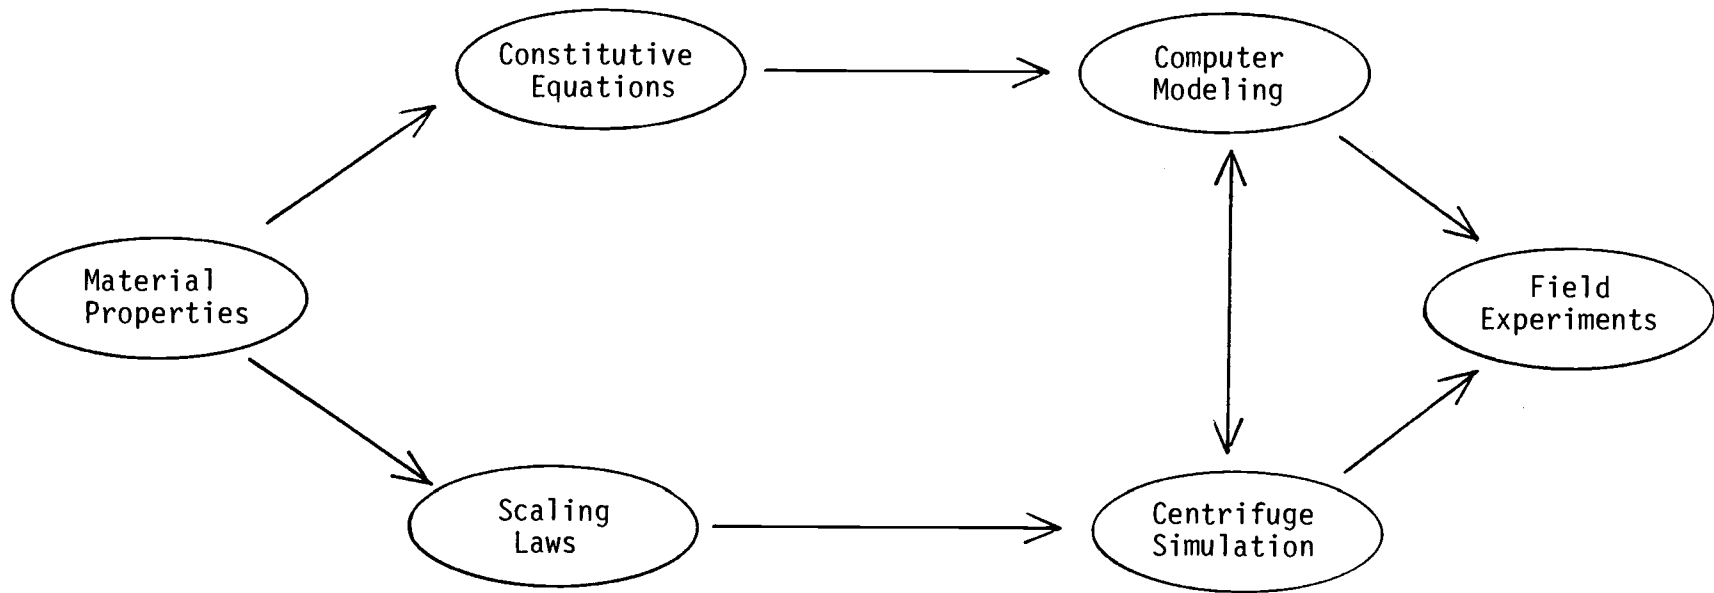 Constitutive
Equations
Computer
Modeling
Material
Properties
Field
Experiments
Scaling
Laws
Centrifuge
Simulation